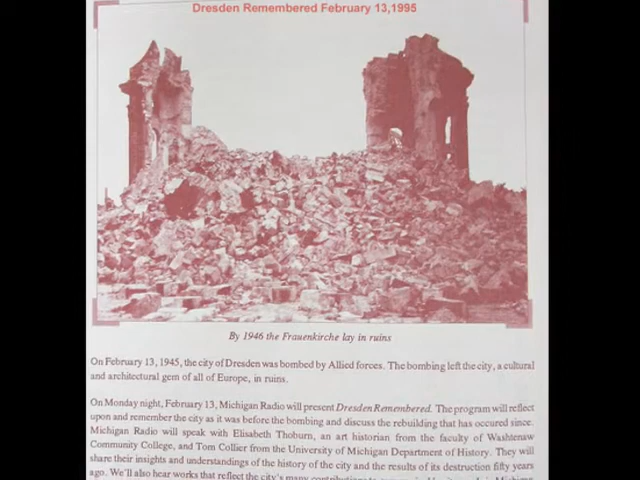 Dresden Remembered February 13,1995
By 1946 the Frauenkirche lay in ruins
On February 13, 1945, the city of Dresden was bombed by Allied forces. The bombing left the city, a cultural
and architectural gem of all of Europe, in ruins.
On Monday night, February 13, Michigan Radio will present Dresden Remembered. The program will reflect
upon and remember the city as it was before the bombing and discuss the rebuilding that has occured since.
Michigan Radio will speak with Elisabeth Thoburn, an art historian from the faculty of Washtenaw
Community College, and Tom Collier from the University of Michigan Department of History. They will
share their insights and understandings of the history of the city and the results of its destruction fifty years
ago. We'll also hear works that reflect the city's many contributions to